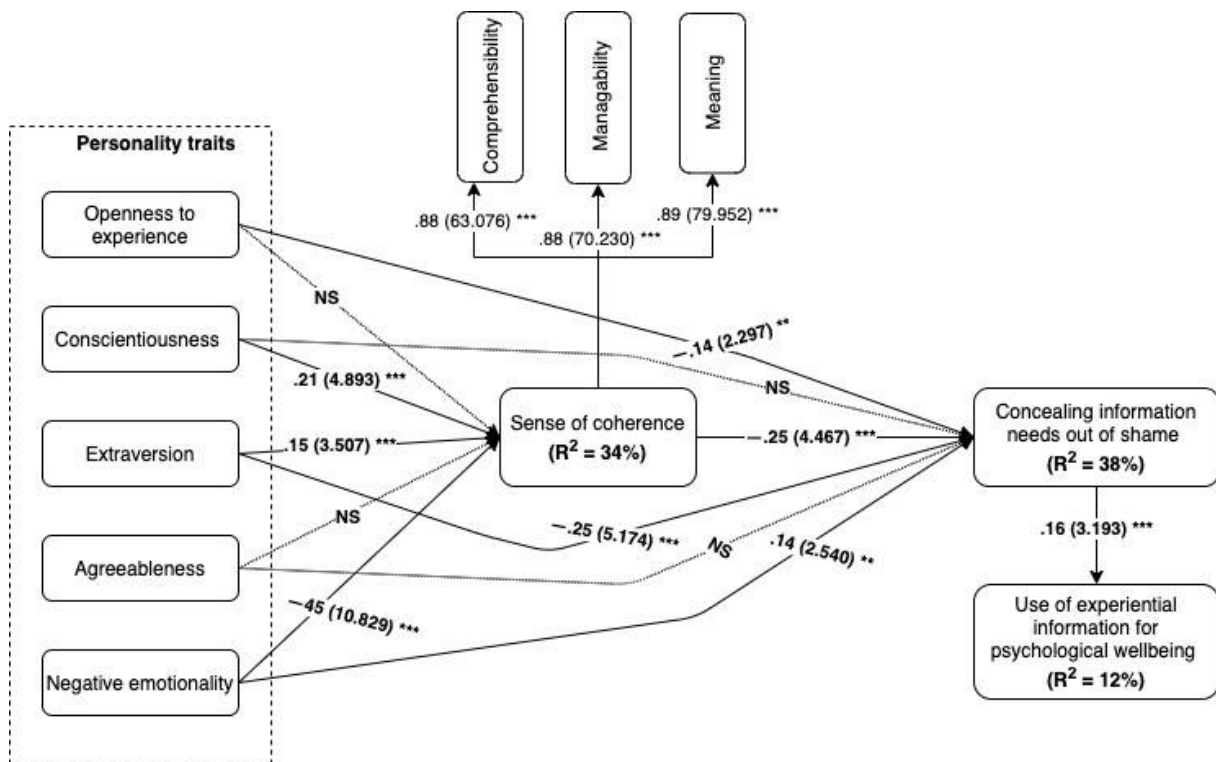 Comprehensibility
Managability
Meaning
Personality traits
.88 (63.076) ***
.88 (70.230) ***
.89 (79.952) ***
Openness to
experience
NS
Conscientiousness
.21 (4.893) ***
—.14 (2.297) **
NS
Sense of coherence
(R² = 34%)
Concealing information
needs out of shame
(R² = 38%)
Extraversion
.15 (3.507) ***
—.25 (4.467) ***
NS
—.25 (5.174) ***
NS
.14 (2.540) **
.16 (3.193) ***
Agreeableness
—45 (10.829) ***
Use of experiential
information for
psychological wellbeing
(R² = 12%)
Negative emotionality